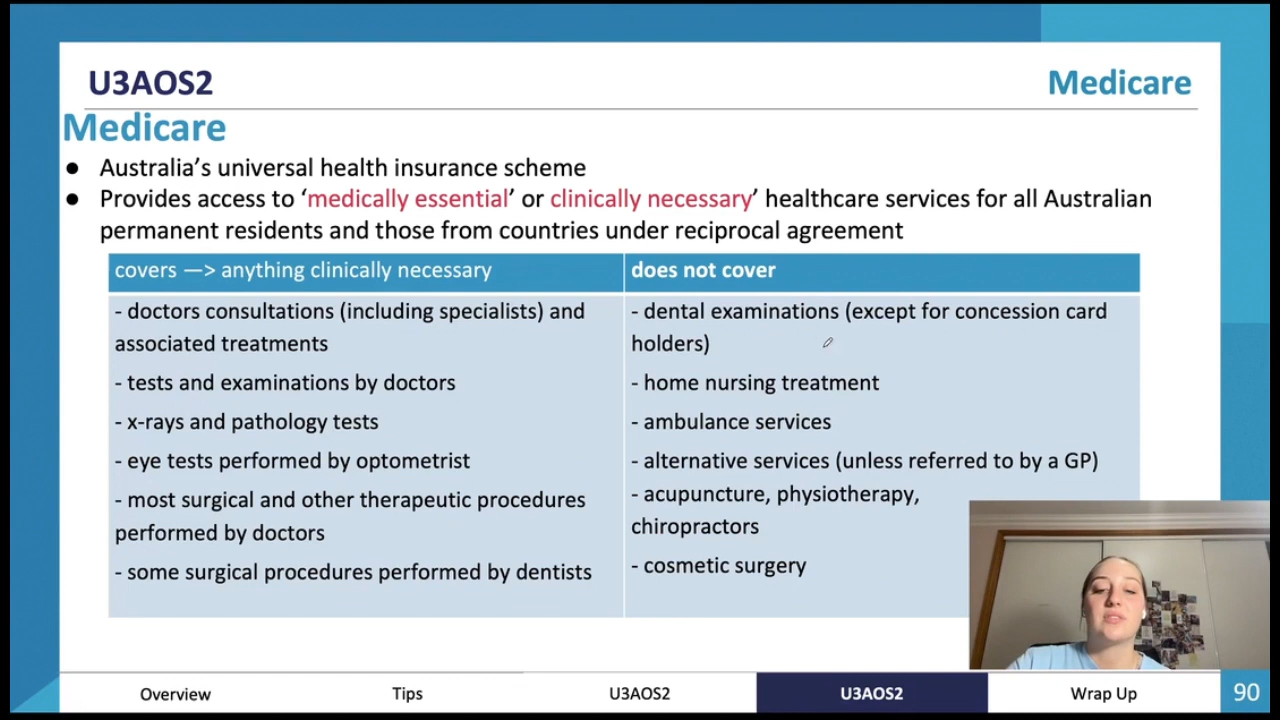 U3AOS2
Medicare
Medicare
● Australia's universal health insurance scheme
● Provides access to 'medically essential' or clinically necessary' healthcare services for all Australian
permanent residents and those from countries under reciprocal agreement
covers —> anything clinically necessary
does not cover
- doctors consultations (including specialists) and
associated treatments
- tests and examinations by doctors
- x-rays and pathology tests
- eye tests performed by optometrist
- most surgical and other therapeutic procedures
performed by doctors
- some surgical procedures performed by dentists
- dental examinations (except for concession card
holders)
- home nursing treatment
- ambulance services
- alternative services (unless referred to by a GP)
- acupuncture, physiotherapy,
chiropractors
- cosmetic surgery
Overview
Tips
U3AOS2
U3AOS2
Wrap Up
90